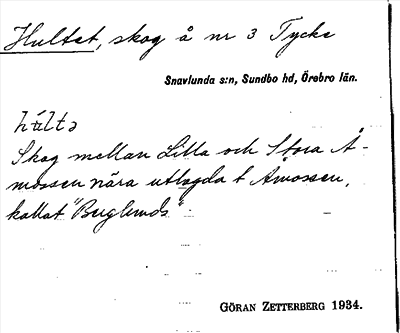 Hultet, skog å nr 3 Tycke
Snavlunda s:n, Sundbo hd, Örebro län.
húltə
Skog mellan Lilla och Stora Å-
mossen nära utbygda t Åmossen,
kallat "Berglunds".
GÖRAN ZETTERBERG 1934.